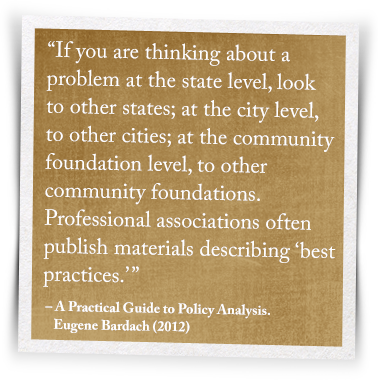 “If you are thinking about a
problem at the state level, look
to other states; at the city level,
to other cities; at the community
foundation level, to other
community foundations.
Professional associations often
publish materials describing ‘best
practices.’”
– A Practical Guide to Policy Analysis.
Eugene Bardach (2012)